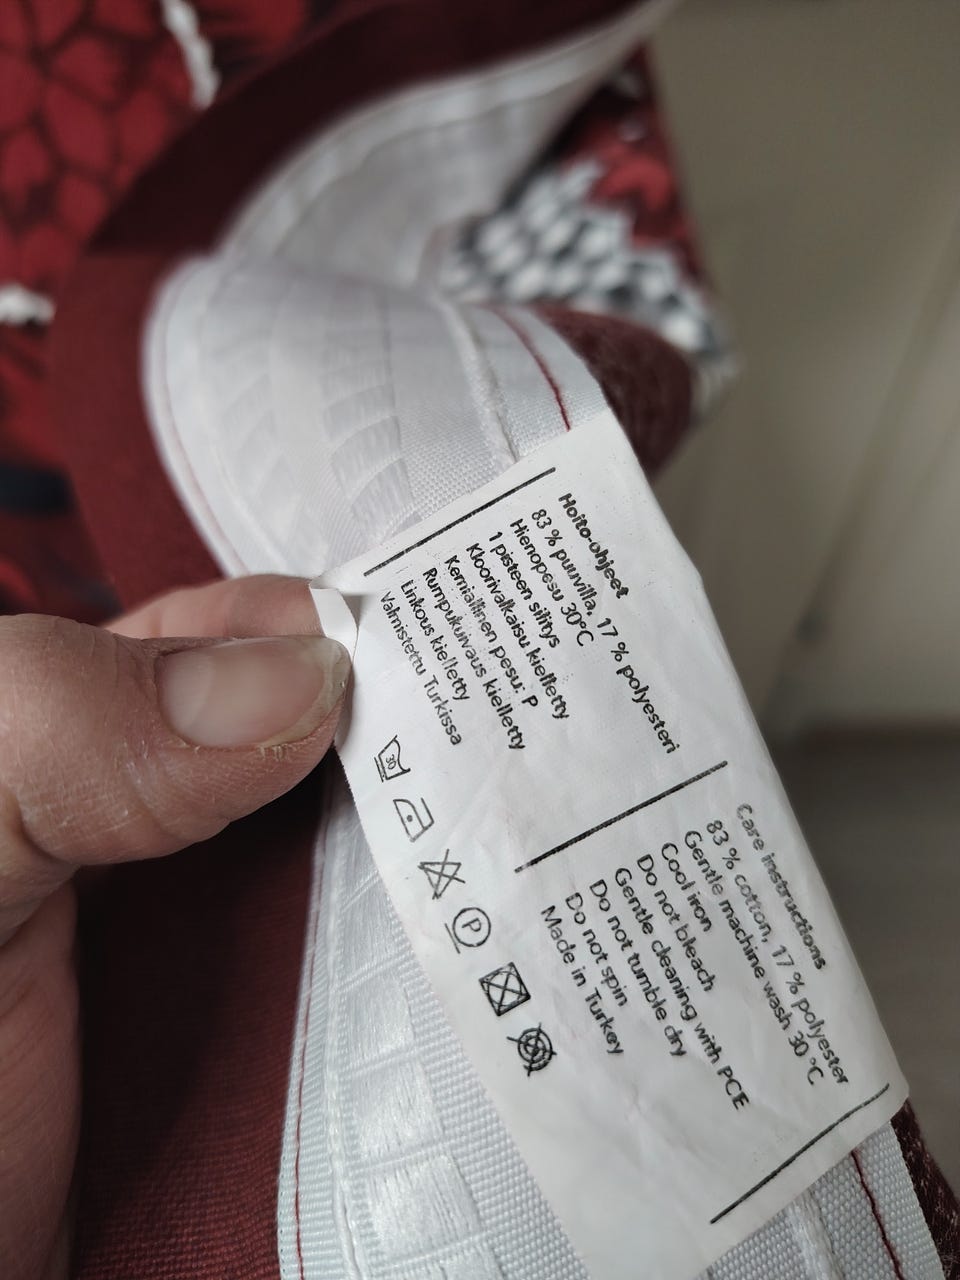 Hoito-ohjeet
83 % puuvilla, 17 % polyesteri
Hienopesu 30°C
1 pisteen silitys
Kloorivalkaisu kielletty
Kemiallinen pesu: P
Rumpukuivaus kielletty
Linkous kielletty
Valmistettu Turkissa
30
P
Care instructions
83 % cotton, 17 % polyester
Gentle machine wash 30 °C
Cool iron
Do not bleach
Gentle cleaning with PCE
Do not tumble dry
Do not spin
Made in Turkey